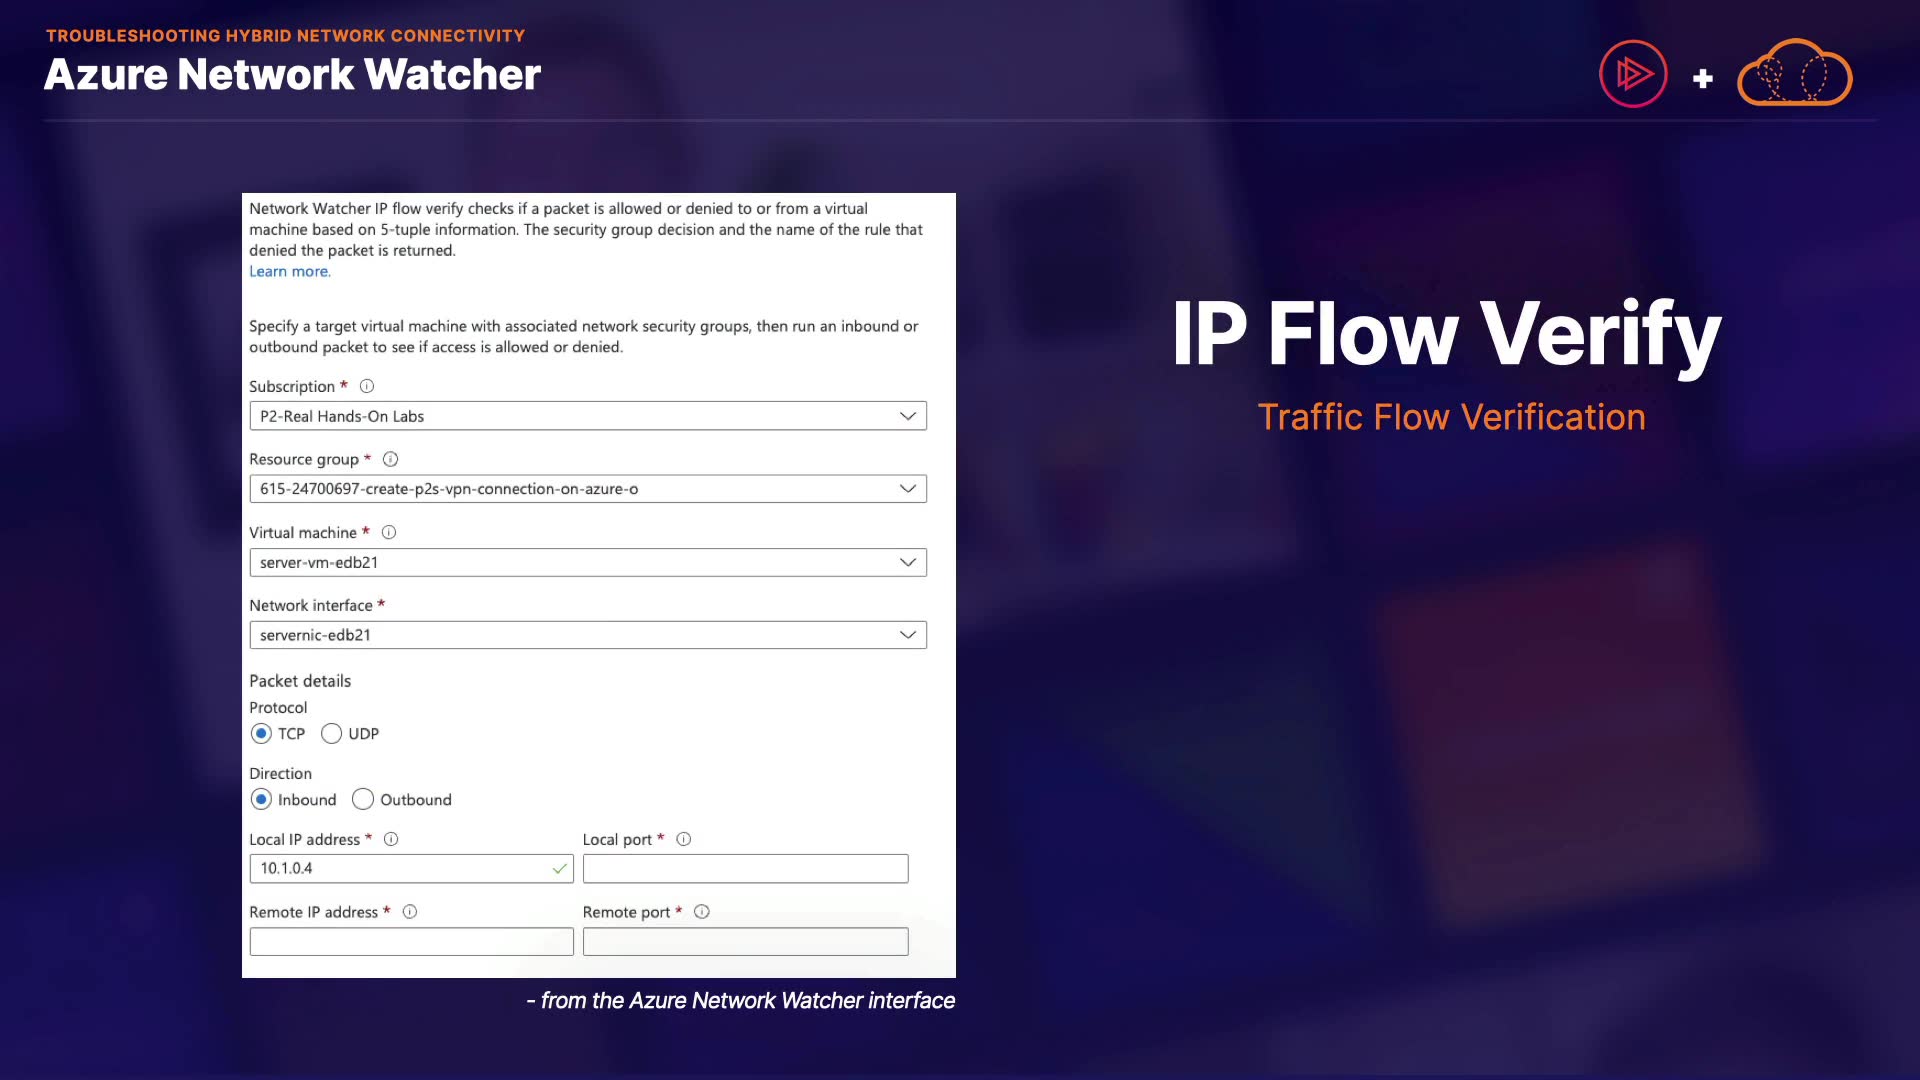 TROUBLESHOOTING HYBRID NETWORK CONNECTIVITY
Azure Network Watcher
+
Network Watcher IP flow verify checks if a packet is allowed or denied to or from a virtual
machine based on 5-tuple information. The security group decision and the name of the rule that
denied the packet is returned.
Learn more.
Specify a target virtual machine with associated network security groups, then run an inbound or
outbound packet to see if access is allowed or denied.
Subscription *
P2-Real Hands-On Labs
Resource group *
615-24700697-create-p2s-vpn-connection-on-azure-o
Virtual machine *
server-vm-edb21
Network interface *
servernic-edb21
Packet details
Protocol
TCP UDP
Direction
Inbound Outbound
Local IP address * Local port *
10.1.0.4
Remote IP address * Remote port *
- from the Azure Network Watcher interface
IP Flow Verify
Traffic Flow Verification